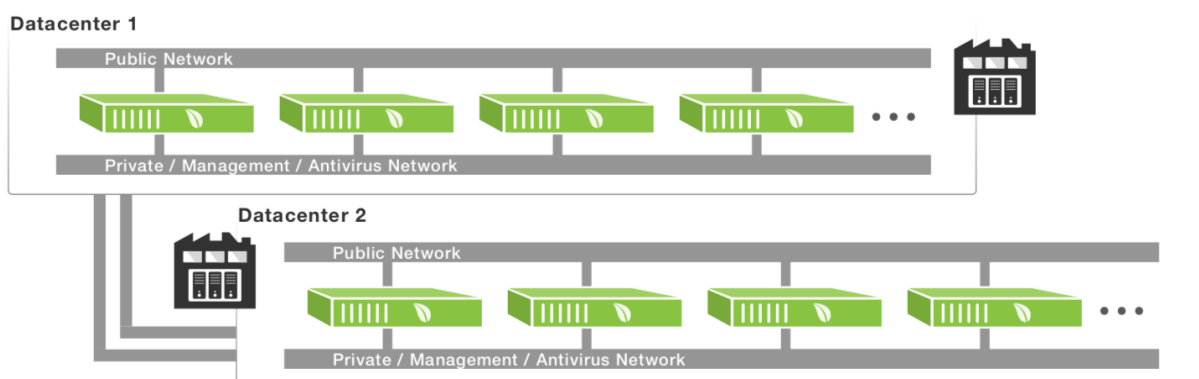 Datacenter 1
Public Network
Private / Management / Antivirus Network
Datacenter 2
Public Network
Private / Management / Antivirus Network